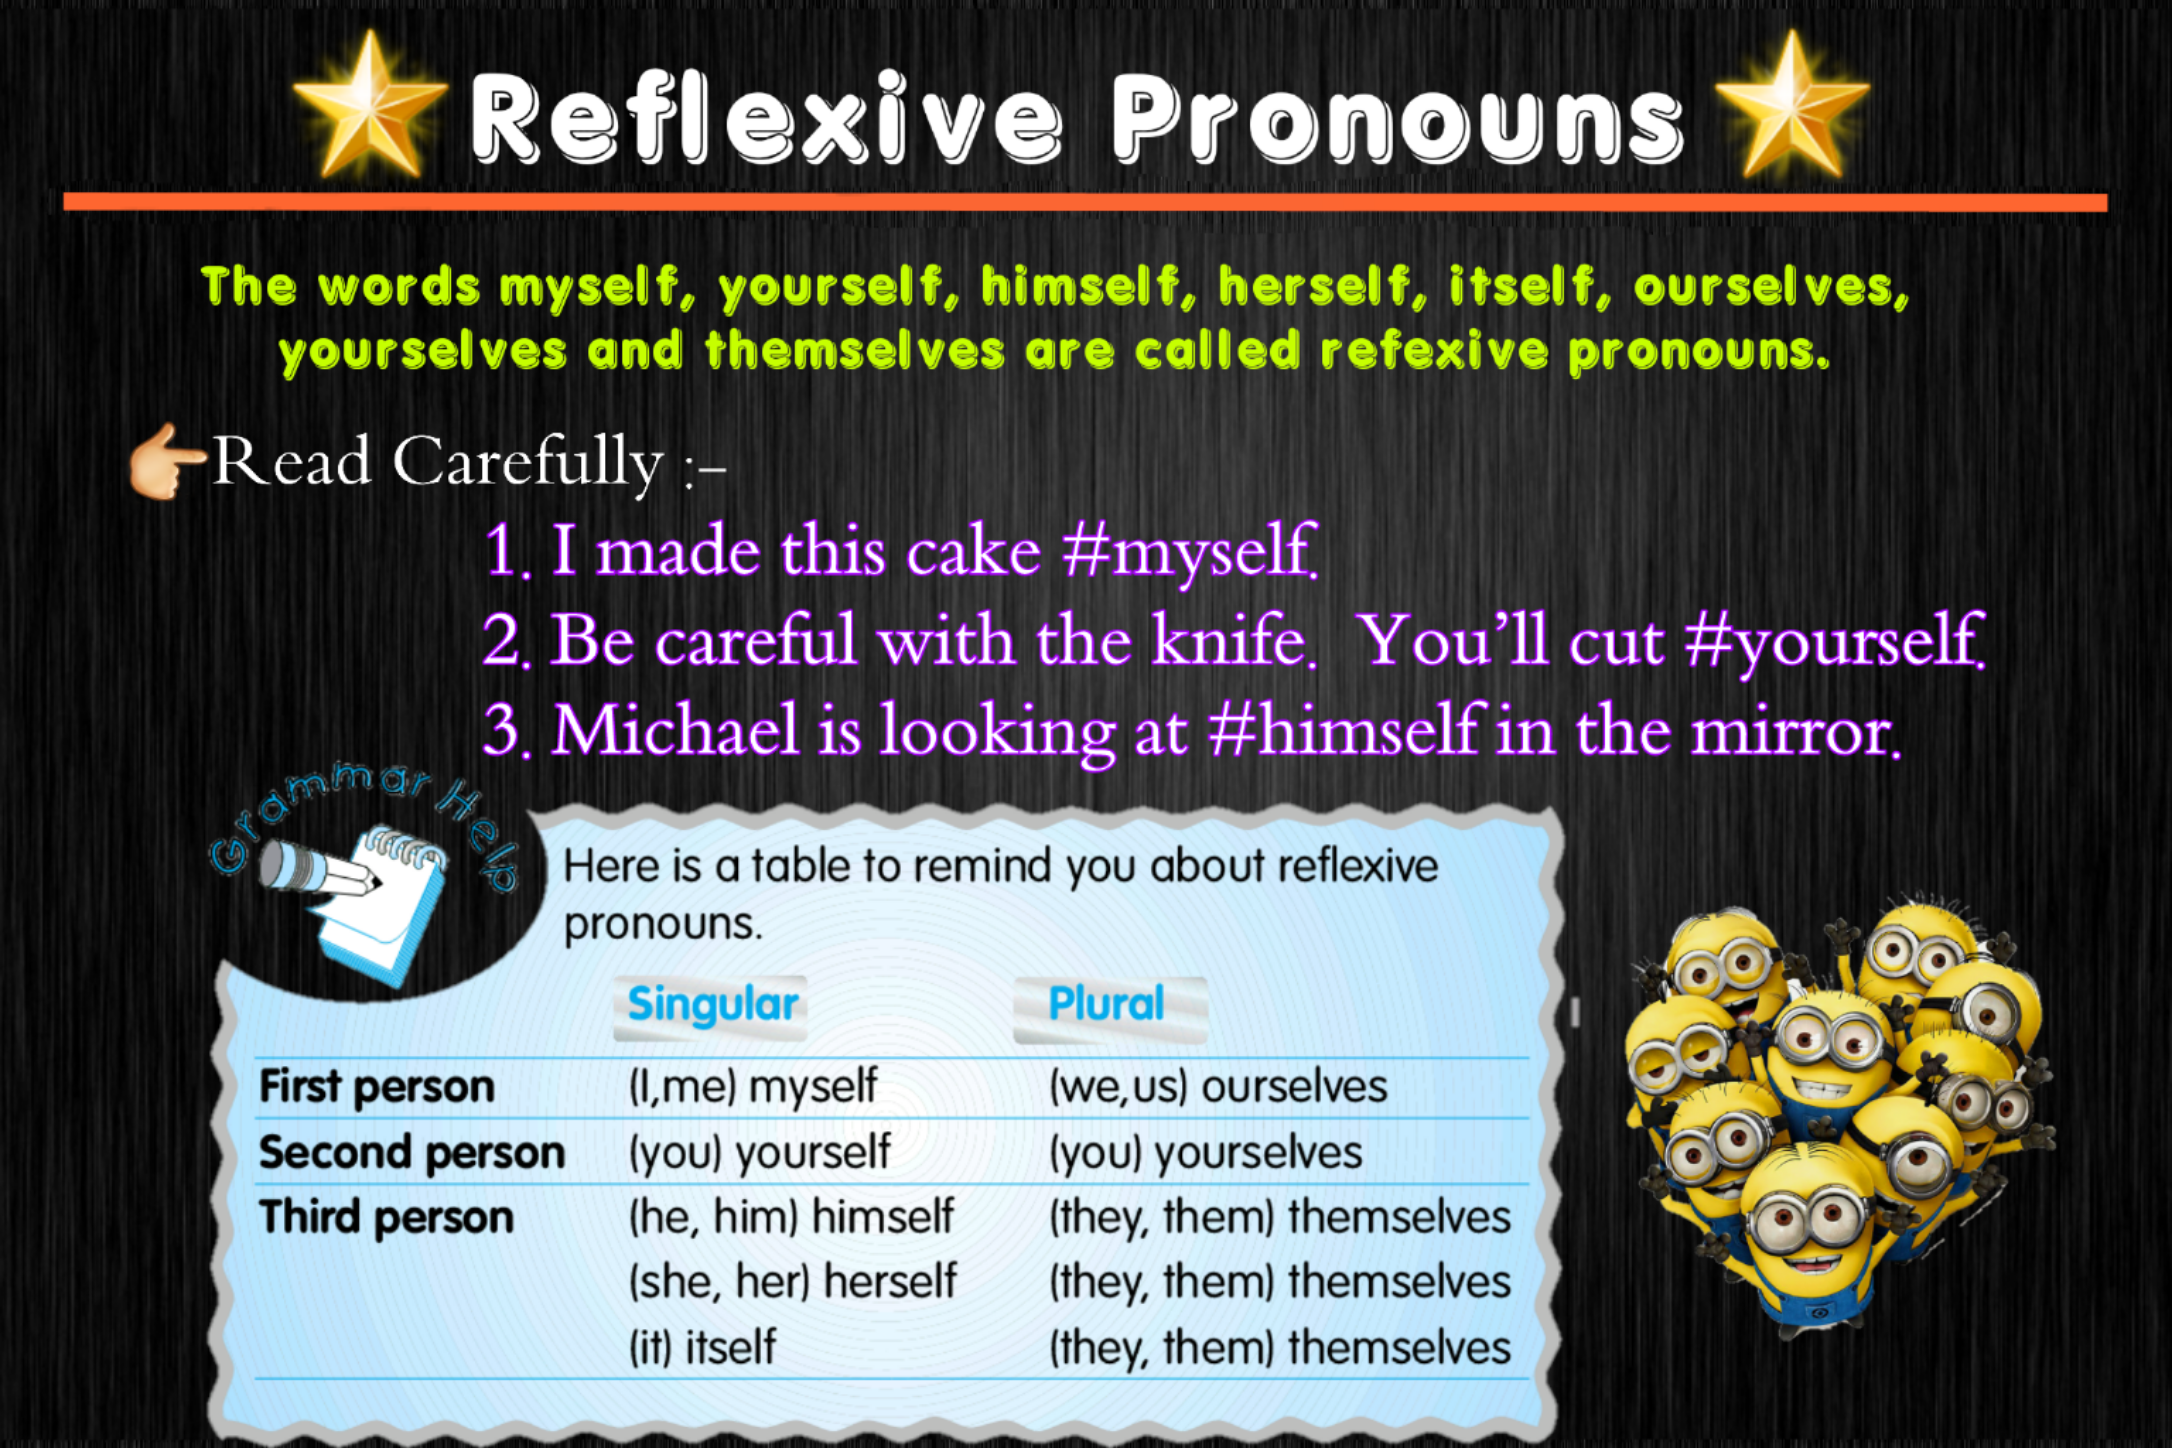 Reflexive Pronouns
The words myself, yourself, himself, herself, itself, ourselves,
yourselves and themselves are called refexive pronouns.
Read Carefully :-
1. I made this cake #myself.
2. Be careful with the knife. You'll cut #yourself.
3. Michael is looking at #himself in the mirror.
Grammar Help
Here is a table to remind you about reflexive
pronouns.
Singular Plural
First person (I,me) myself (we,us) ourselves
Second person (you) yourself (you) yourselves
Third person (he, him) himself (they, them) themselves
(she, her) herself (they, them) themselves
(it) itself (they, them) themselves